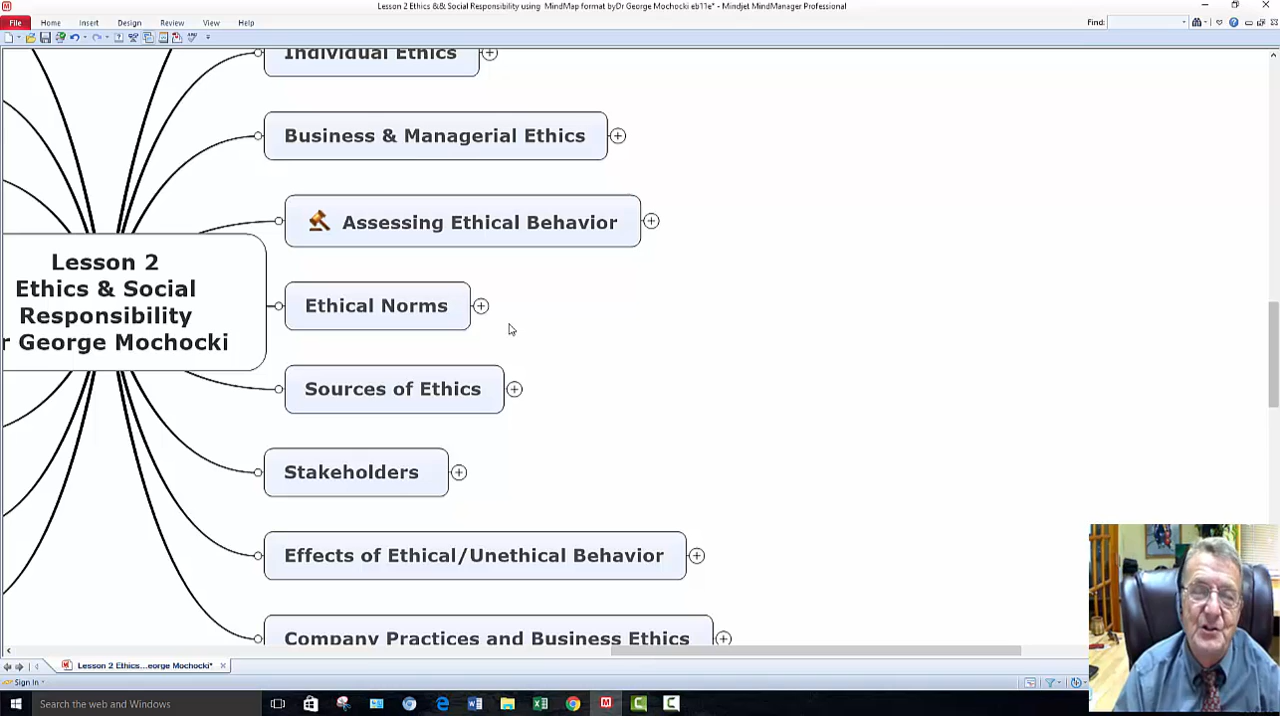 Lesson 2 Ethics && Social Responsibility using MindMap format byDr George Mochocki eb11e* - Mindjet MindManager Professional
File Home Insert Design Review View Help Find:
Individual Ethics
Business & Managerial Ethics
Assessing Ethical Behavior
Lesson 2
Ethics & Social
Responsibility
r George Mochocki
Ethical Norms
Sources of Ethics
Stakeholders
Effects of Ethical/Unethical Behavior
Company Practices and Business Ethics
Lesson 2 Ethics...eorge Mochocki*
Sign In
Search the web and Windows